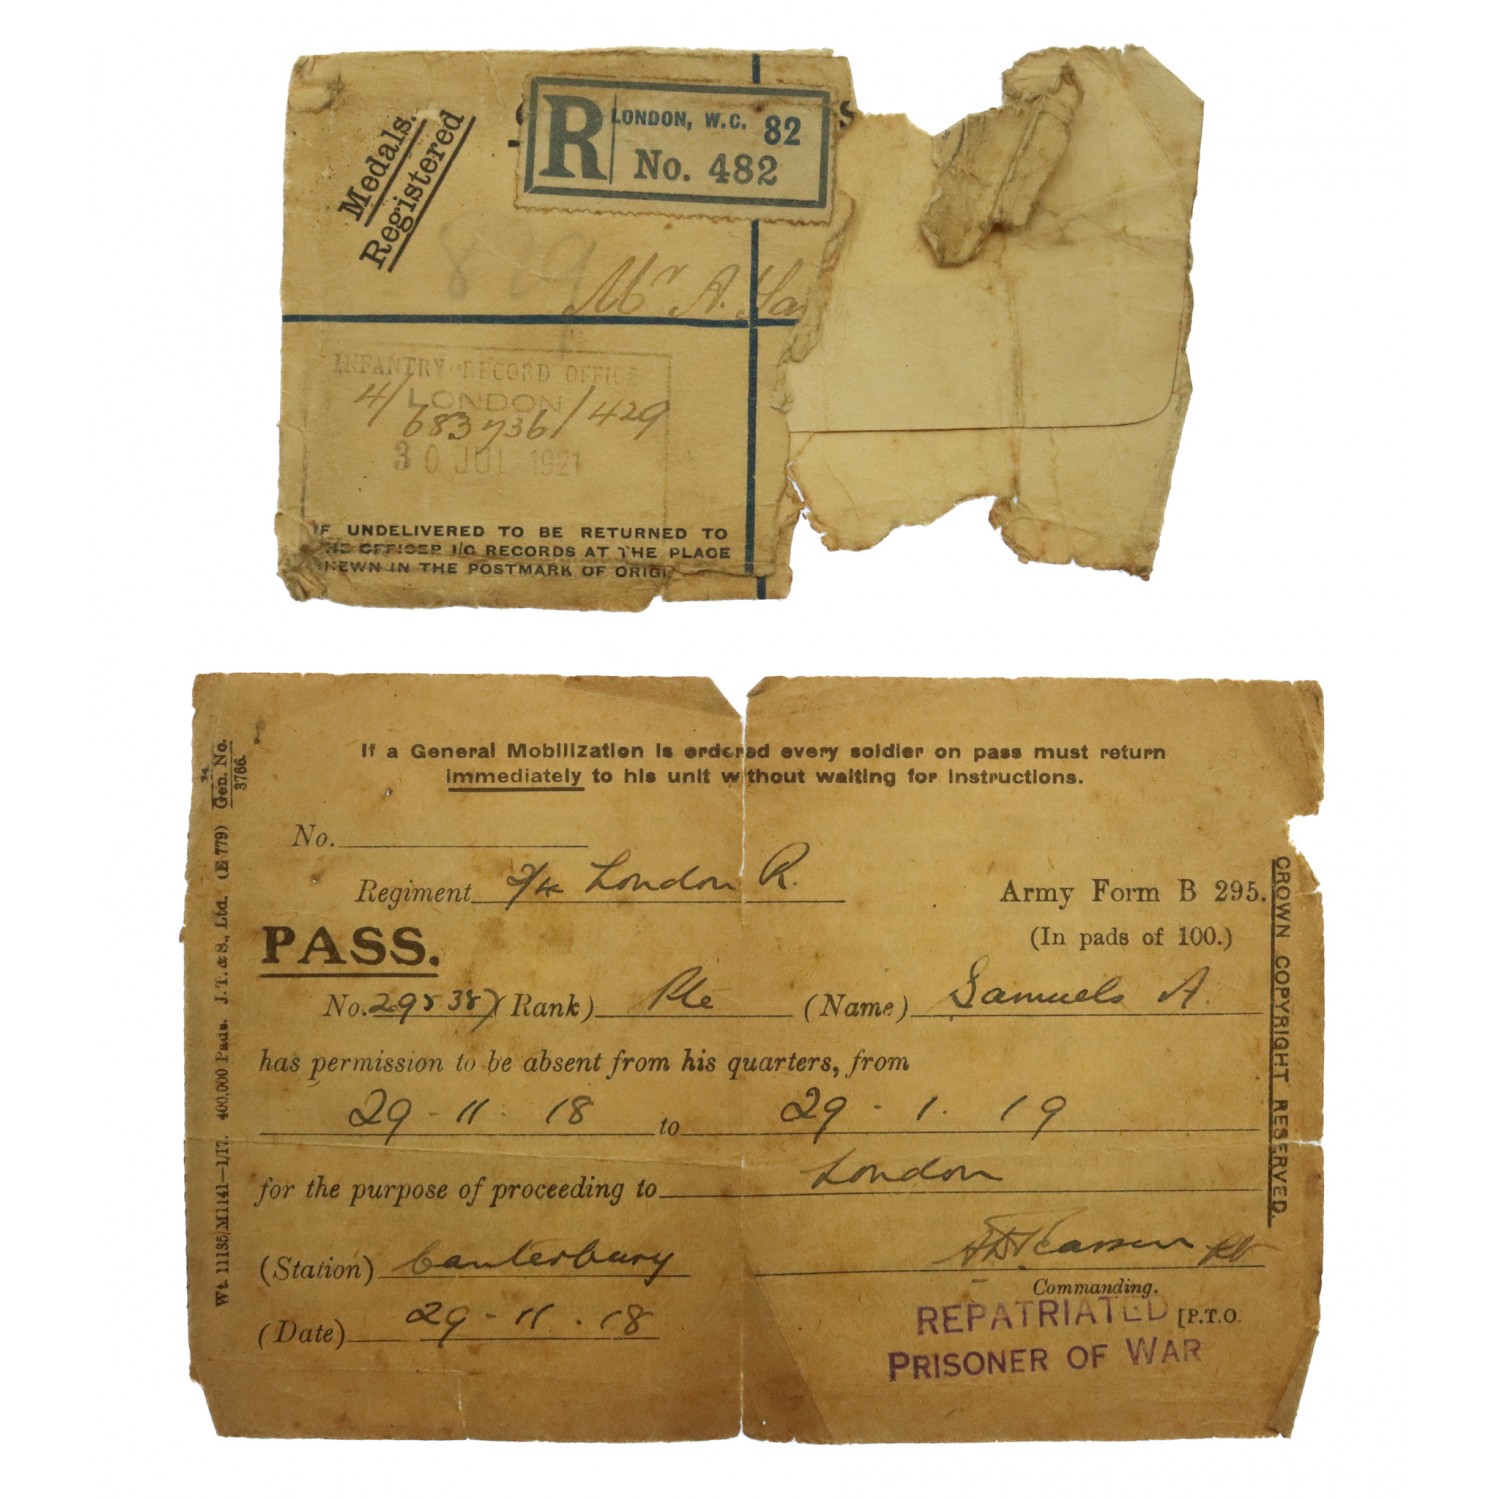 Medals.
Registered
R LONDON, W.C. 82
No. 482
829
Mr A. Sa
INFANTRY RECORD OFFICE
LONDON
4/683736/429
30 JUL 1921
IF UNDELIVERED TO BE RETURNED TO
THE OFFICER I/C RECORDS AT THE PLACE
SHEWN IN THE POSTMARK OF ORIGI
If a General Mobilization is ordered every soldier on pass must return
immediately to his unit without waiting for instructions.
No.
Regiment 2/4 London R.
Army Form B 295.
(In pads of 100.)
PASS.
No. 295387 (Rank) Pte (Name) Samuels A.
has permission to be absent from his quarters, from
29-11-18 to 29.1.19
for the purpose of proceeding to London
(Station) Canterbury
Commanding.
(Date) 29-11.18
[P.T.O.
REPATRIATED
PRISONER OF WAR
Wt. 11135/M1141—1/17. 400,000 Pads. J.T. & S., Ltd. (E 779) 34 Gen. No. 3766.
CROWN COPYRIGHT RESERVED.